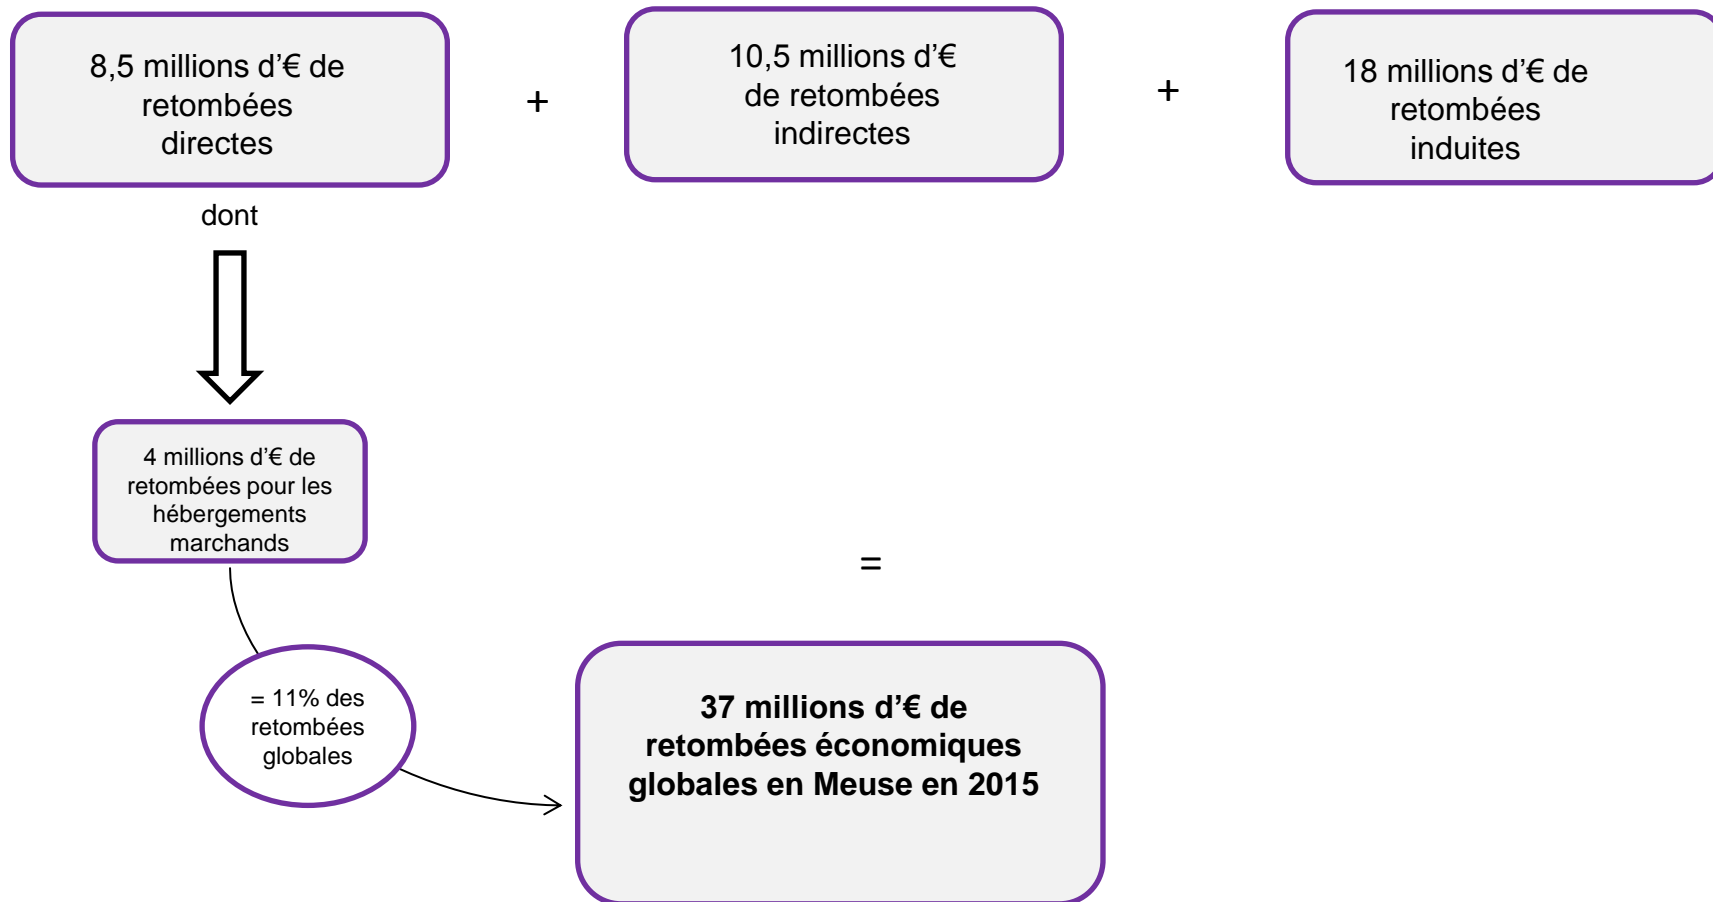 8,5 millions d’€ de
retombées
directes
+
10,5 millions d’€
de retombées
indirectes
+
18 millions d’€ de
retombées
induites
dont
4 millions d’€ de
retombées pour les
hébergements
marchands
=
= 11% des
retombées
globales
37 millions d’€ de
retombées économiques
globales en Meuse en 2015